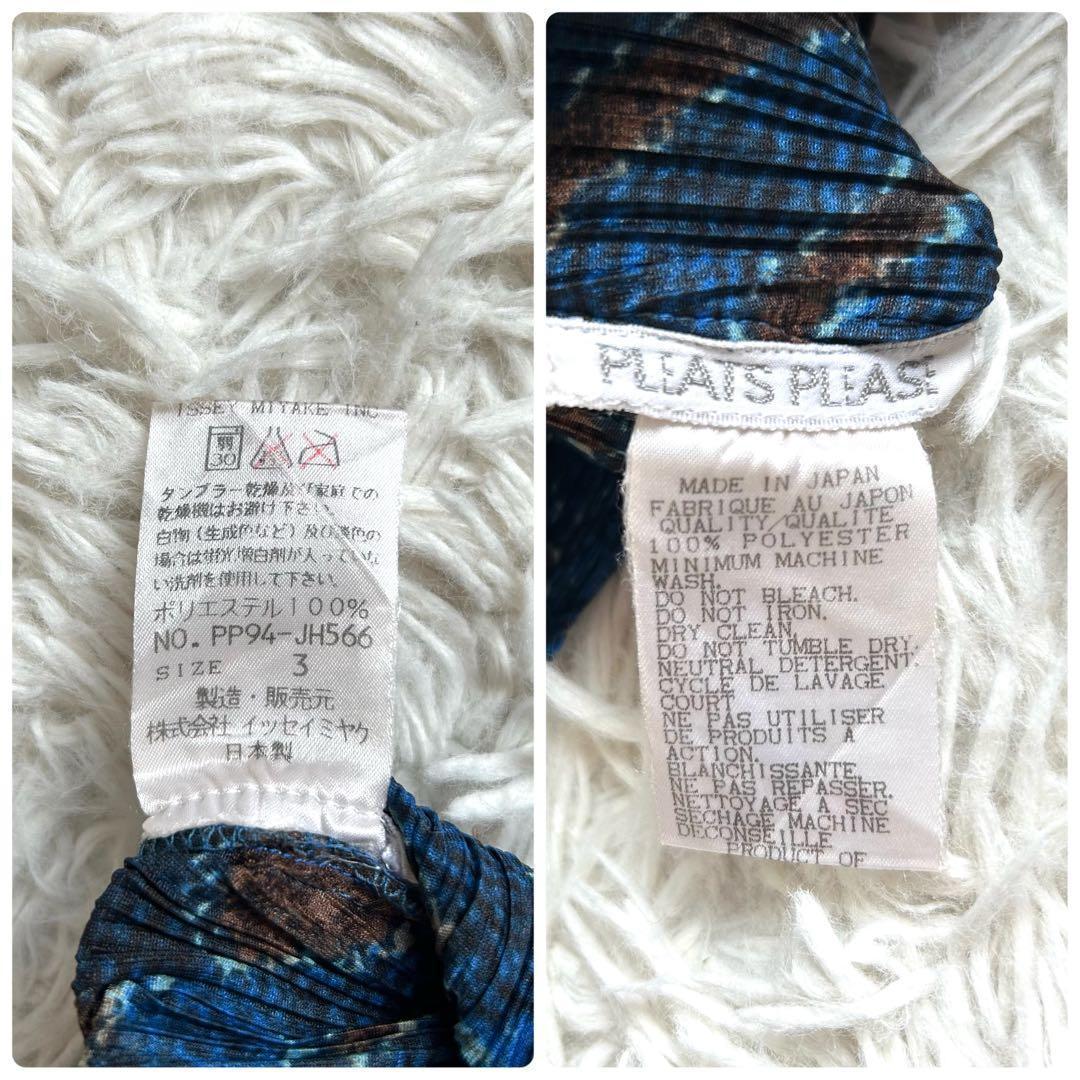 ISSEY MIYAKE INC
弱
30
タンブラー乾燥及び家庭での
乾燥機はお避け下さい。
白物(生成色など)及び淡色の
場合は蛍光増白剤が入っていな
い洗剤を使用して下さい。
ポリエステル100%
NO. PP94-JH566
SIZE 3
製造・販売元
株式会社 イッセイミヤケ
日本製
PLEATS PLEASE
MADE IN JAPAN
FABRIQUE AU JAPON
QUALITY/QUALITE
100% POLYESTER
MINIMUM MACHINE
WASH.
DO NOT BLEACH.
DO NOT IRON.
DRY CLEAN.
DO NOT TUMBLE DRY.
NEUTRAL DETERGENT.
CYCLE DE LAVAGE
COURT
NE PAS UTILISER
DE PRODUITS A
ACTION.
BLANCHISSANTE.
NE PAS REPASSER.
NETTOYAGE A SEC
SECHAGE MACHINE
DECONSEILLE
PRODUCT OF